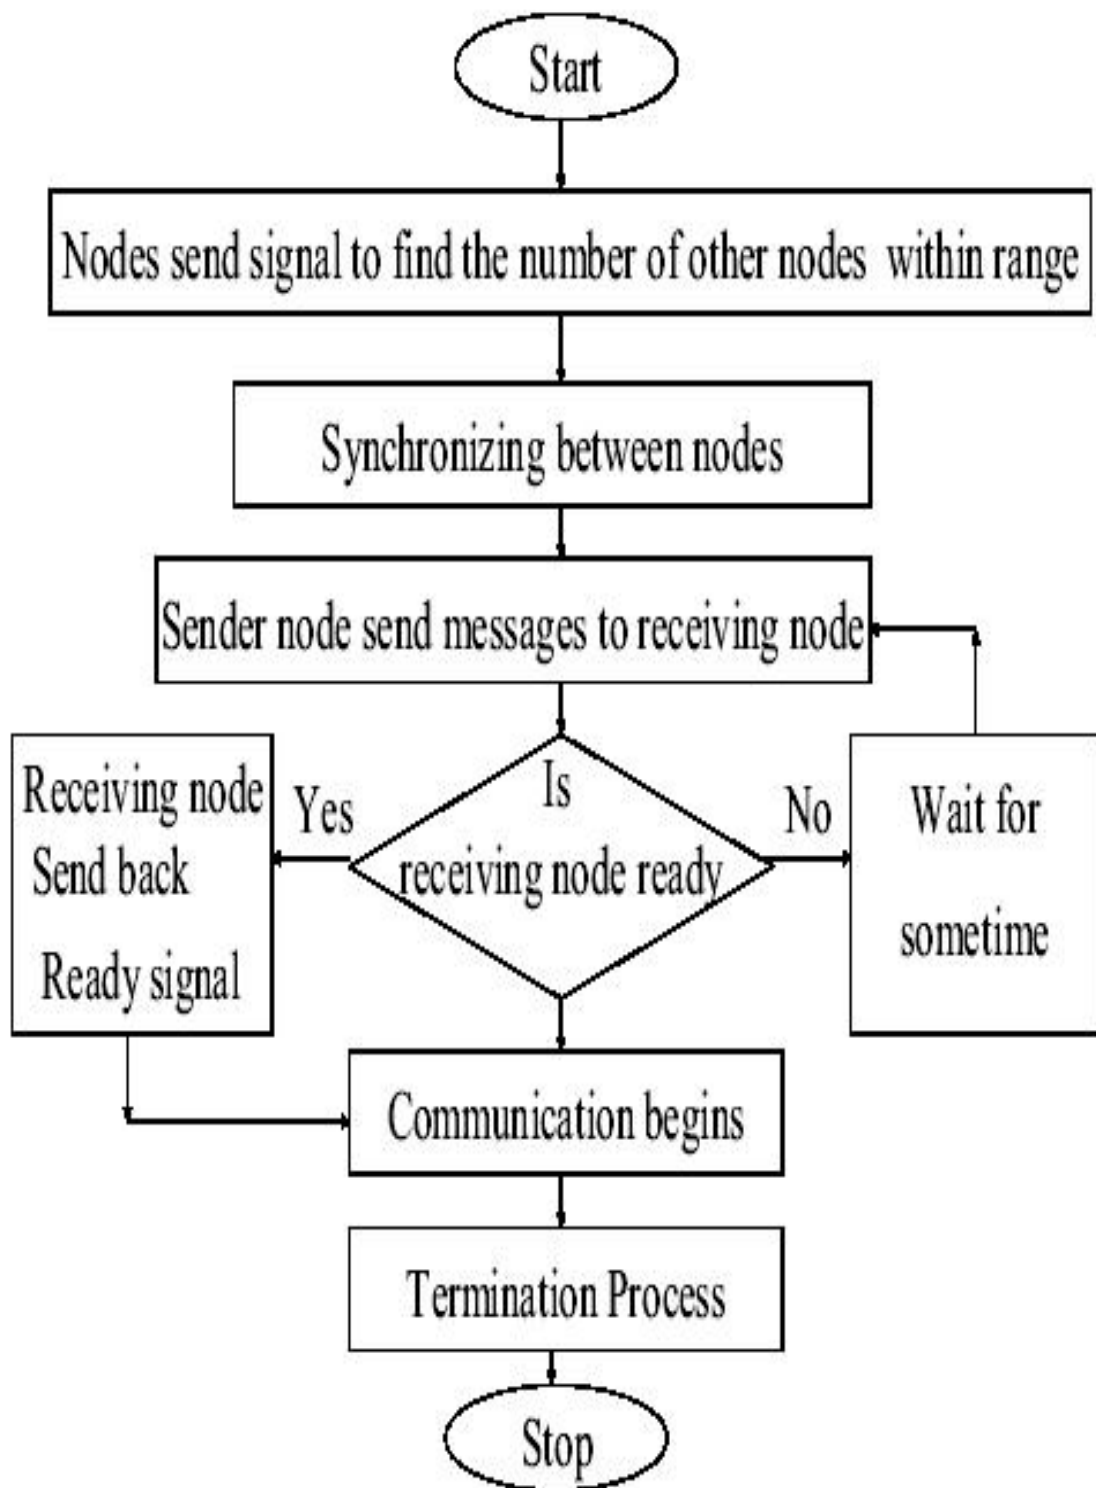 Start
Nodes send signal to find the number of other nodes within range
Synchronizing between nodes
Sender node send messages to receiving node
Receiving node
Send back
Ready signal
Yes
Is
receiving node ready
No
Wait for
sometime
Communication begins
Termination Process
Stop